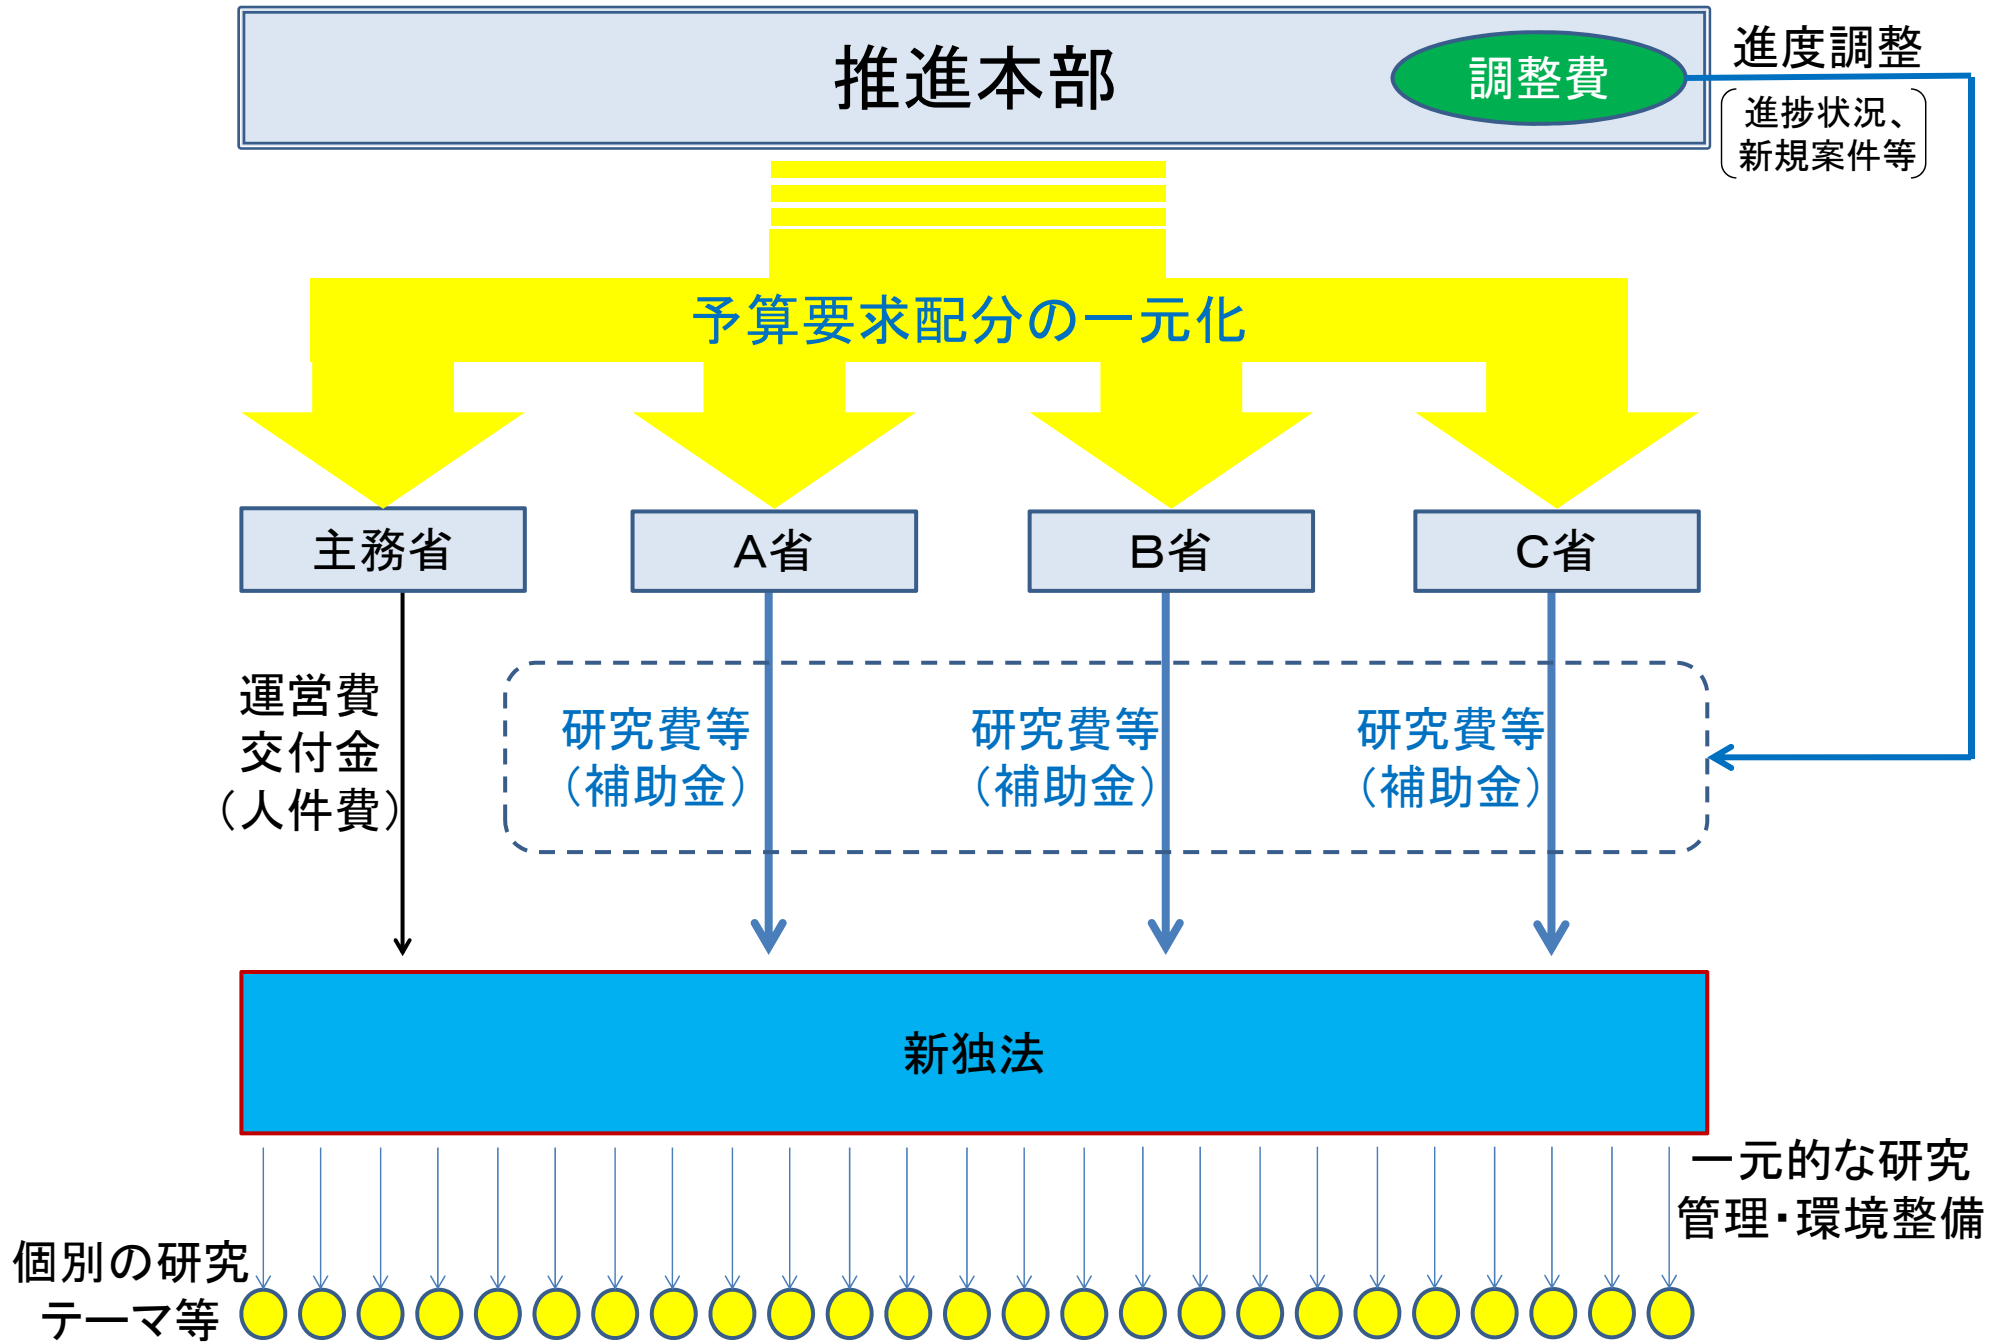 推進本部
調整費
進度調整
進捗状況、
新規案件等
予算要求配分の一元化
主務省
A省
B省
C省
運営費
交付金
（人件費）
研究費等
（補助金）
研究費等
（補助金）
研究費等
（補助金）
新独法
一元的な研究
管理・環境整備
個別の研究
テーマ等